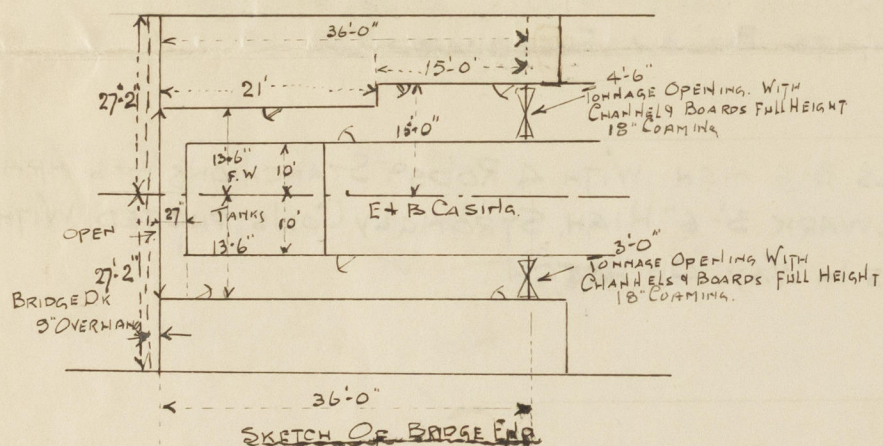 36'-0"
15'-0'
21'
27'-2"
4'-6"
TONNAGE OPENING. WITH
CHANNELS & BOARDS FULL HEIGHT
18" COAMING
15'-0"
13'-6"
F.W
10'
27"
TANKS
E & B CASING.
OPEN
10'
13'-6"
27'-2"
3'-0"
TONNAGE OPENING WITH
CHANNELS & BOARDS FULL HEIGHT
18" COAMING.
BRIDGE DK
9" OVERHANG
36'-0"
SKETCH OF BRIDGE END